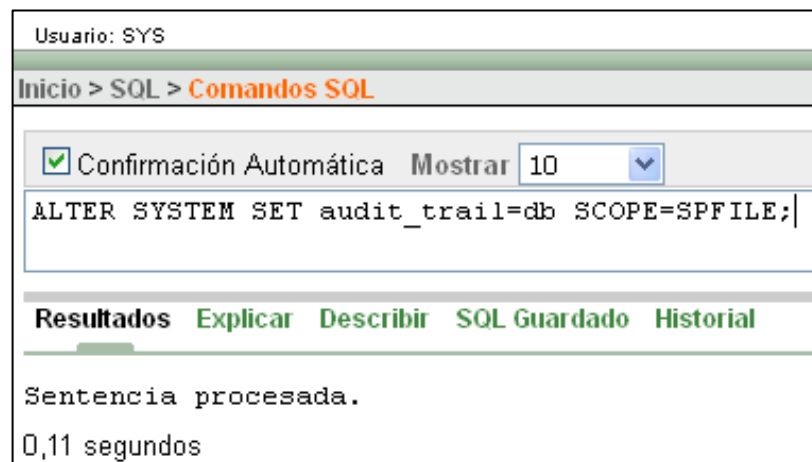 Usuario: SYS
Inicio > SQL > Comandos SQL
Confirmación Automática Mostrar 10
ALTER SYSTEM SET audit_trail=db SCOPE=SPFILE;
Resultados Explicar Describir SQL Guardado Historial
Sentencia procesada.
0,11 segundos